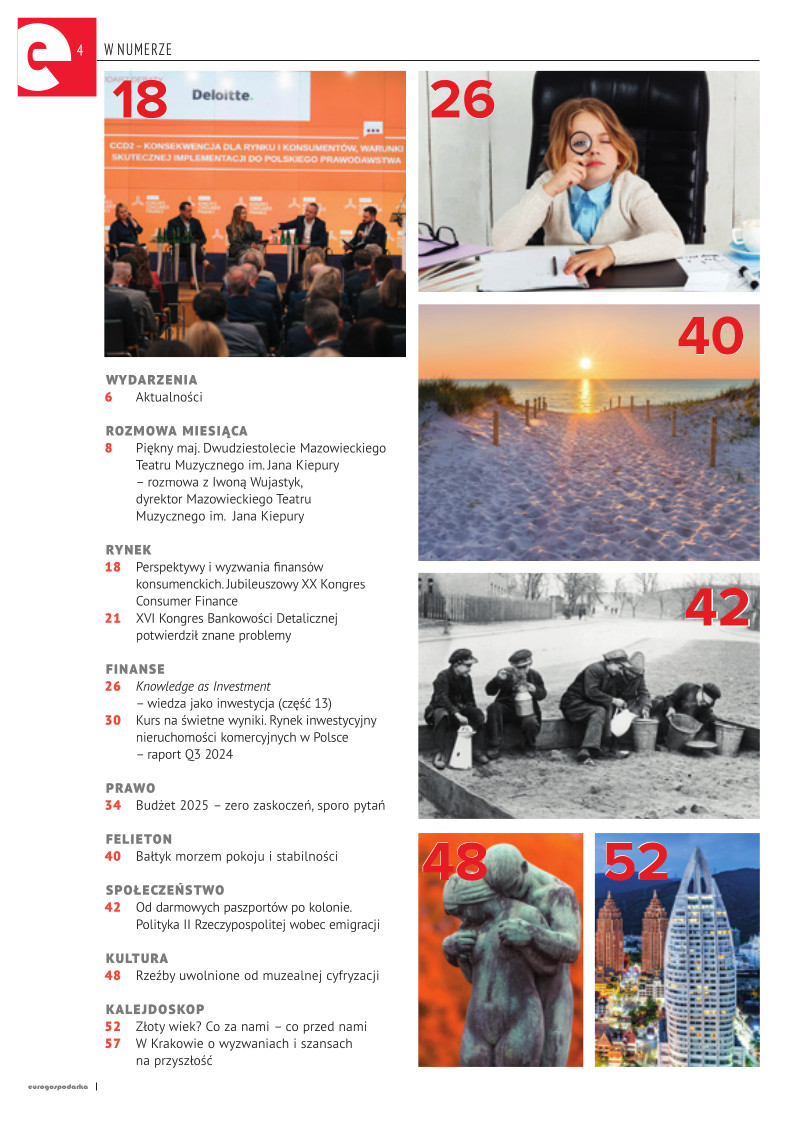 4
W NUMERZE
18
Deloitte.
CCD2 – KONSEKWENCJA DLA RYNKU I KONSUMENTÓW, WARUNKI
SKUTECZNEJ IMPLEMENTACJI DO POLSKIEGO PRAWODAWSTWA
26
40
42
48
52
WYDARZENIA
6 Aktualności
ROZMOWA MIESIĄCA
8 Piękny maj. Dwudziestolecie Mazowieckiego
Teatru Muzycznego im. Jana Kiepury
– rozmowa z Iwoną Wujastyk,
dyrektor Mazowieckiego Teatru
Muzycznego im. Jana Kiepury
RYNEK
18 Perspektywy i wyzwania finansów
konsumenckich. Jubileuszowy XX Kongres
Consumer Finance
21 XVI Kongres Bankowości Detalicznej
potwierdził znane problemy
FINANSE
26 Knowledge as Investment
– wiedza jako inwestycja (część 13)
30 Kurs na świetne wyniki. Rynek inwestycyjny
nieruchomości komercyjnych w Polsce
– raport Q3 2024
PRAWO
34 Budżet 2025 – zero zaskoczeń, sporo pytań
FELIETON
40 Bałtyk morzem pokoju i stabilności
SPOŁECZEŃSTWO
42 Od darmowych paszportów po kolonie.
Polityka II Rzeczypospolitej wobec emigracji
KULTURA
48 Rzeźby uwolnione od muzealnej cyfryzacji
KALEJDOSKOP
52 Złoty wiek? Co za nami – co przed nami
57 W Krakowie o wyzwaniach i szansach
na przyszłość
eurogospodarka